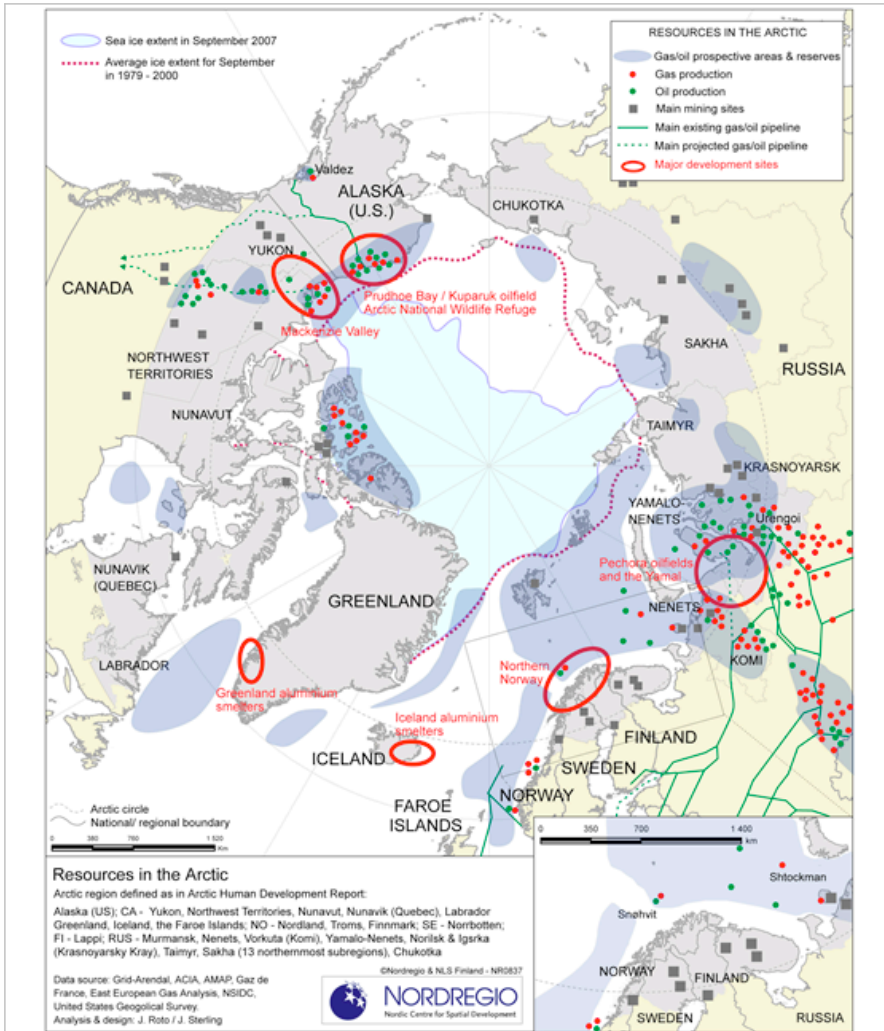 Sea ice extent in September 2007
Average ice extent for September
in 1979 - 2000
RESOURCES IN THE ARCTIC
Gas/oil prospective areas & reserves
Gas production
Oil production
Main mining sites
Main existing gas/oil pipeline
Main projected gas/oil pipeline
Major development sites
Valdez
ALASKA
(U.S.)
CHUKOTKA
YUKON
CANADA
Prudhoe Bay / Kuparuk oilfield
Arctic National Wildlife Refuge
Mackenzie Valley
NORTHWEST
TERRITORIES
SAKHA
RUSSIA
NUNAVUT
TAIMYR
KRASNOYARSK
YAMALO-
NENETS
Urengoi
Pechora oilfields
and the Yamal
NUNAVIK
(QUEBEC)
GREENLAND
NENETS
KOMI
LABRADOR
Greenland aluminium
smelters
Northern
Norway
Iceland aluminium
smelters
ICELAND
FINLAND
SWEDEN
NORWAY
FAROE
ISLANDS
Arctic circle
National/ regional boundary
0 380 760 1 520
Km
0 350 700 1 400
km
Shtockman
Snøhvit
NORWAY
FINLAND
SWEDEN
RUSSIA
Resources in the Arctic
Arctic region defined as in Arctic Human Development Report:
Alaska (US); CA - Yukon, Northwest Territories, Nunavut, Nunavik (Quebec), Labrador
Greenland, Iceland, the Faroe Islands; NO - Nordland, Troms, Finnmark; SE - Norrbotten;
FI - Lappi; RUS - Murmansk, Nenets, Vorkuta (Komi), Yamalo-Nenets, Norilsk & Igsrka
(Krasnoyarsky Kray), Taimyr, Sakha (13 northernmost subregions), Chukotka
©Nordregio & NLS Finland - NR0837
Data source: Grid-Arendal, ACIA, AMAP, Gaz de
France, East European Gas Analysis, NSIDC,
United States Geogolical Survey.
Analysis & design: J. Roto / J. Sterling
NORDREGIO
Nordic Centre for Spatial Development